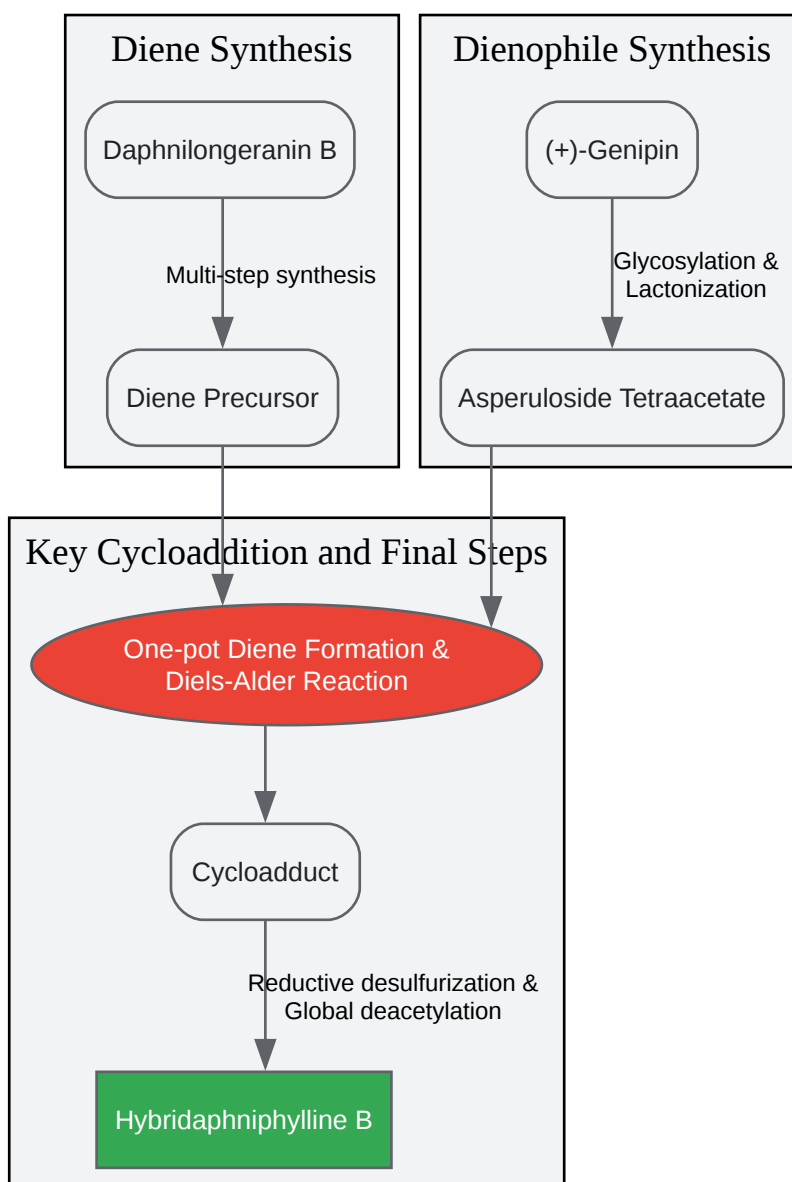 Diene Synthesis
Daphnilongeranin B
Multi-step synthesis
Diene Precursor
Dienophile Synthesis
(+)-Genipin
Glycosylation &
Lactonization
Asperuloside Tetraacetate
Key Cycloaddition and Final Steps
One-pot Diene Formation &
Diels-Alder Reaction
Cycloadduct
Reductive desulfurization &
Global deacetylation
Hybridaphniphylline B